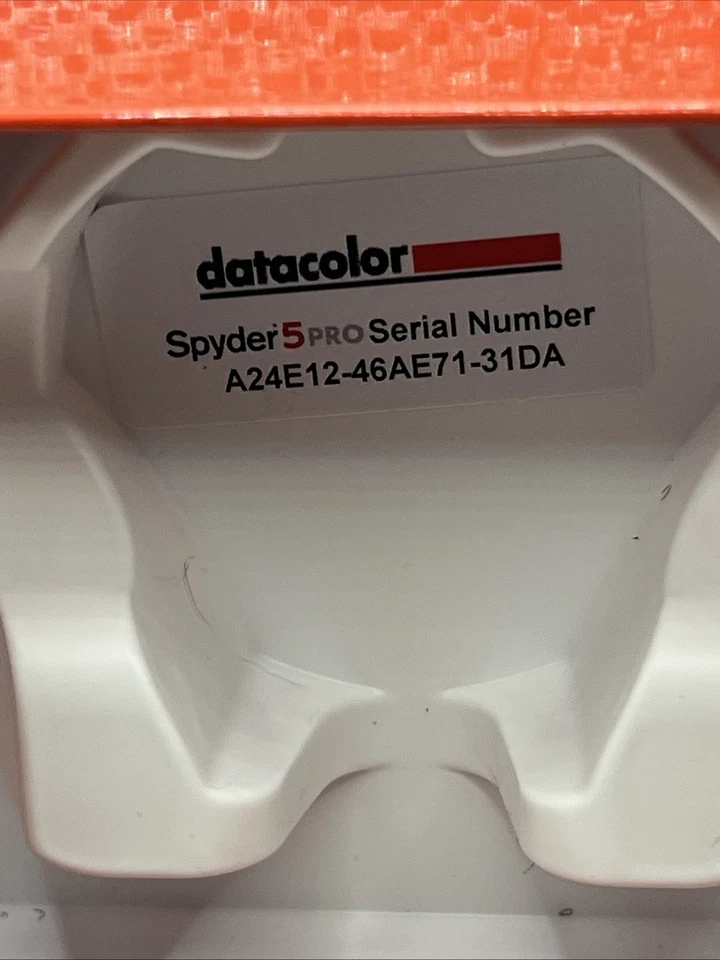 datacolor
Spyder5PRO Serial Number
A24E12-46AE71-31DA